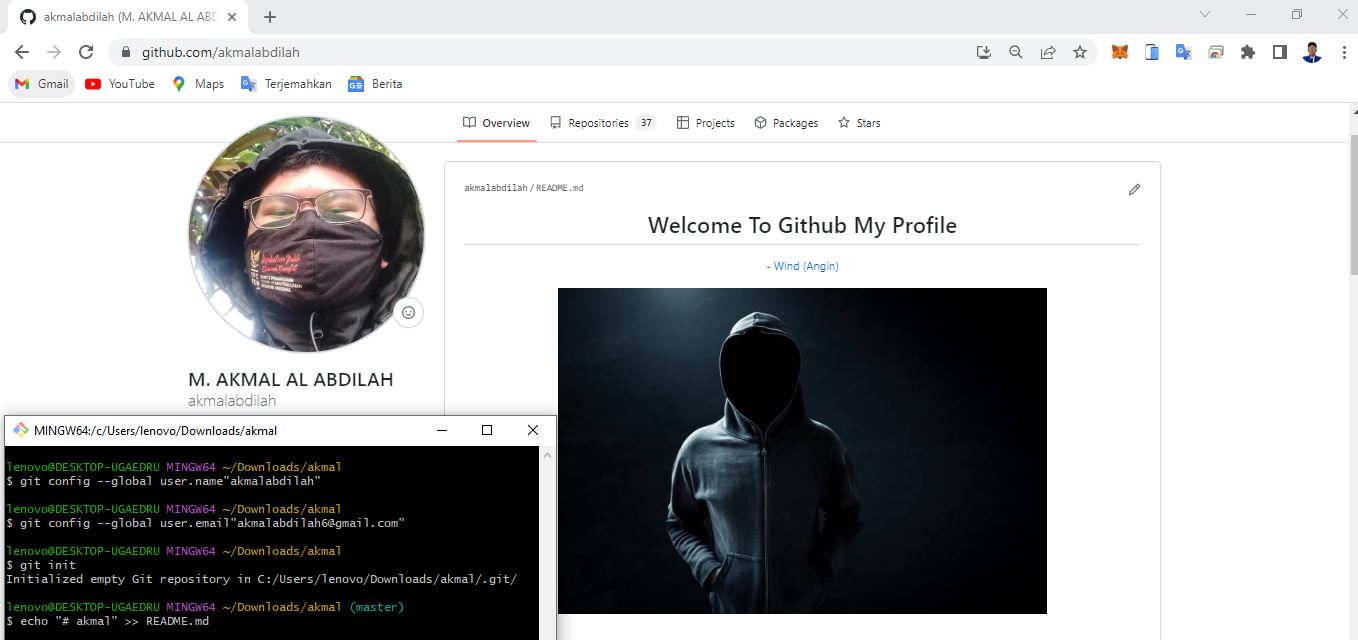 akmalabdilah (M. AKMAL AL ABD
github.com/akmalabdilah
Gmail YouTube Maps Terjemahkan Berita
Overview Repositories 37 Projects Packages Stars
akmalabdilah / README.md
Welcome To Github My Profile
- Wind (Angin)
M. AKMAL AL ABDILAH
akmalabdilah
MINGW64:/c/Users/lenovo/Downloads/akmal
lenovo@DESKTOP-UGAEDRU MINGW64 ~/Downloads/akmal
$ git config --global user.name"akmalabdilah"
lenovo@DESKTOP-UGAEDRU MINGW64 ~/Downloads/akmal
$ git config --global user.email"akmalabdilah6@gmail.com"
lenovo@DESKTOP-UGAEDRU MINGW64 ~/Downloads/akmal
$ git init
Initialized empty Git repository in C:/Users/lenovo/Downloads/akmal/.git/
lenovo@DESKTOP-UGAEDRU MINGW64 ~/Downloads/akmal (master)
$ echo "# akmal" >> README.md